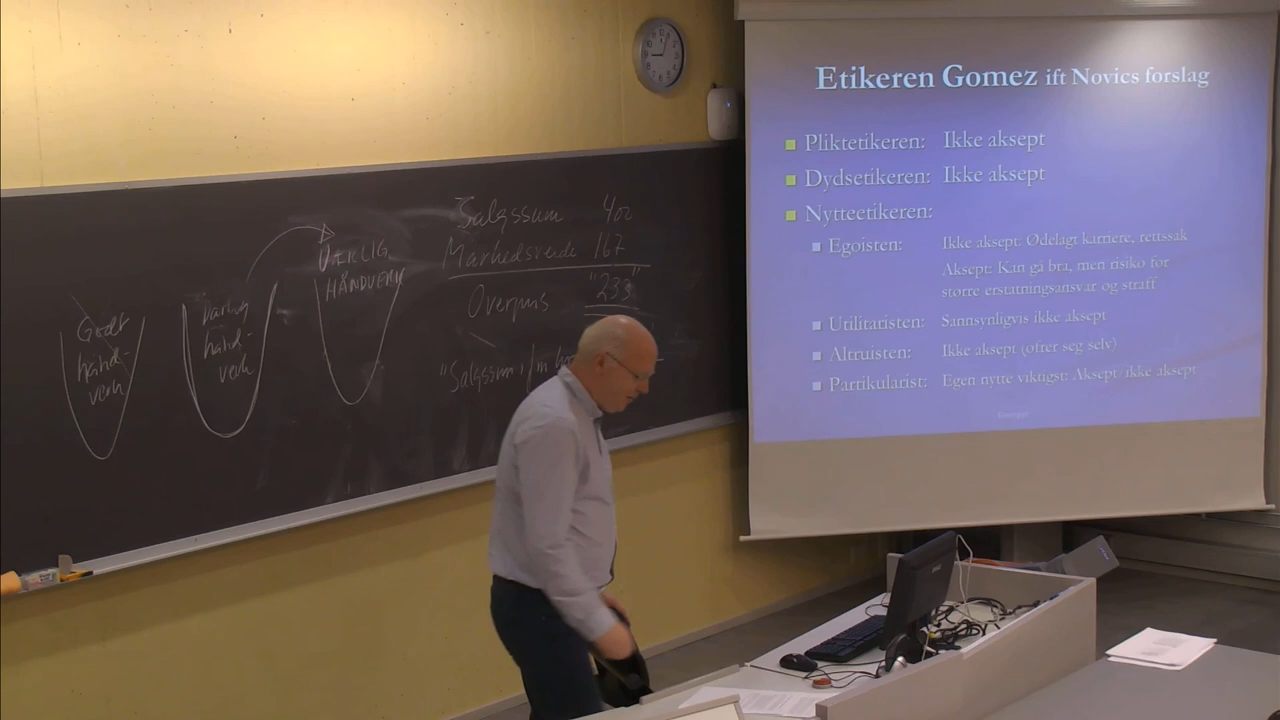 Etikeren Gomez ift Novics forslag
Pliktetikeren: Ikke aksept
Dydsetikeren: Ikke aksept
Nytteetikeren:
Egoisten: Ikke aksept: Ødelagt karriere, rettssak
Aksept: Kan gå bra, men risiko for
større erstatningsansvar og straff
Utilitaristen: Sannsynligvis ikke aksept
Altruisten: Ikke aksept (ofrer seg selv)
Partikularist: Egen nytte viktigst: Aksept/ikke aksept
Godt
hånd-
verk
Dårlig
hånd-
verk
HÅNDVERK
Salgssum 400
Markedsverdi 167
Overpris "233"
"Salgssum